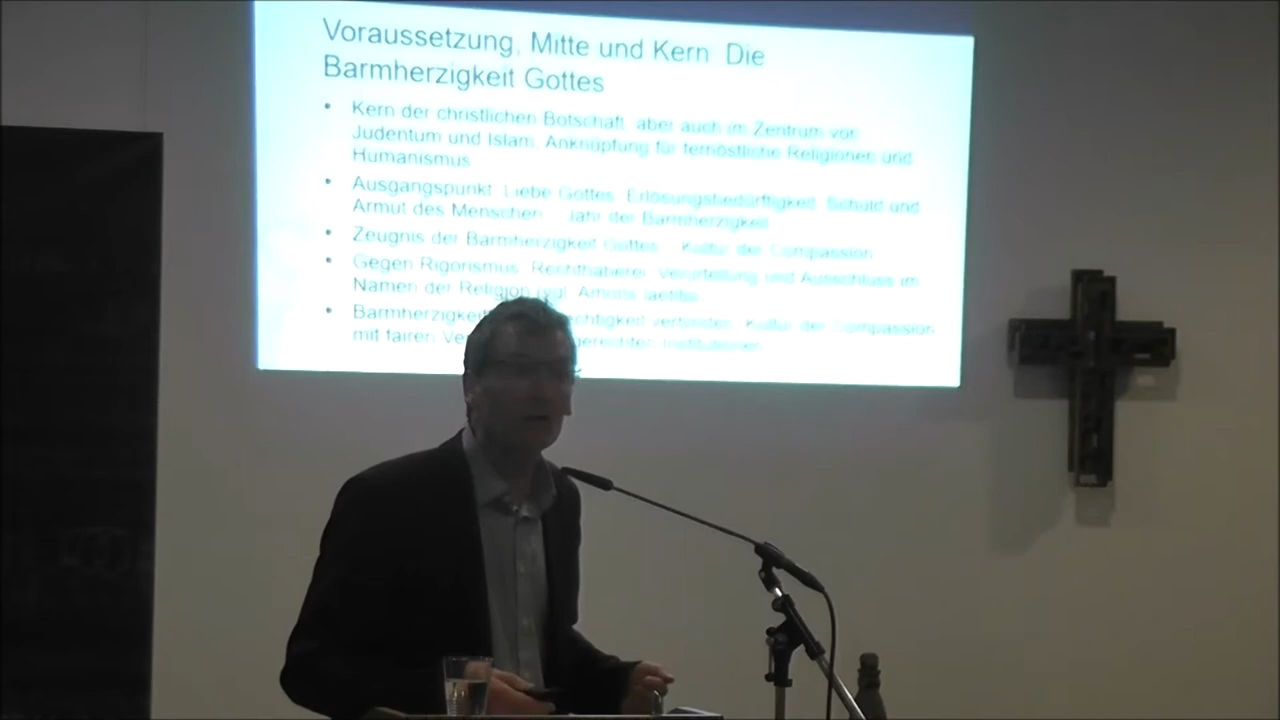 Voraussetzung, Mitte und Kern: Die
Barmherzigkeit Gottes
• Kern der christlichen Botschaft, aber auch im Zentrum von
Judentum und Islam, Anknüpfung für fernöstliche Religionen und
Humanismus
• Ausgangspunkt: Liebe Gottes, Erlösungsbedürftigkeit, Schuld und
Armut des Menschen Jahr der Barmherzigkeit
• Zeugnis der Barmherzigkeit Gottes Kultur der Compassion
• Gegen Rigorismus, Rechthaberei, Verurteilung und Ausschluss im
Namen der Religion vgl. Amoris laetitia
• Barmherzigkeit verbinden, Kultur der Compassion
mit fairen gerechten Institutionen